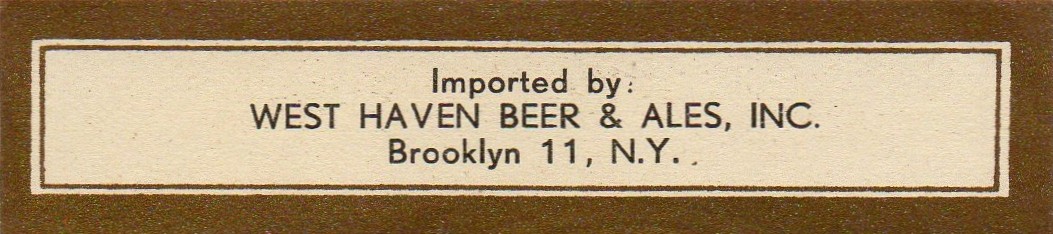 Imported by:
WEST HAVEN BEER & ALES, INC.
Brooklyn 11, N.Y.